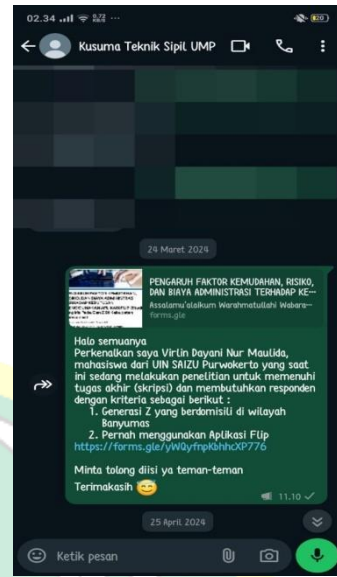 02.34
Kusuma Teknik Sipil UMP
24 Maret 2024
PENGARUH FAKTOR KEMUDAHAN, RISIKO,
DAN BIAYA ADMINISTRASI TERHADAP KE...
Assalamu'alaikum Warahmatullahi Wabara...
forms.gle
Halo semuanya
Perkenalkan saya Virlin Dayani Nur Maulida,
mahasiswa dari UIN SAIZU Purwokerto yang saat
ini sedang melakukan penelitian untuk memenuhi
tugas akhir (skripsi) dan membutuhkan responden
dengan kriteria sebagai berikut :
1. Generasi Z yang berdomisili di wilayah
Banyumas
2. Pernah menggunakan Aplikasi Flip
https://forms.gle/yWQyfnpKbhhcXP776
Minta tolong diisi ya teman-teman
Terimakasih 😊
11.10
25 April 2024
Ketik pesan